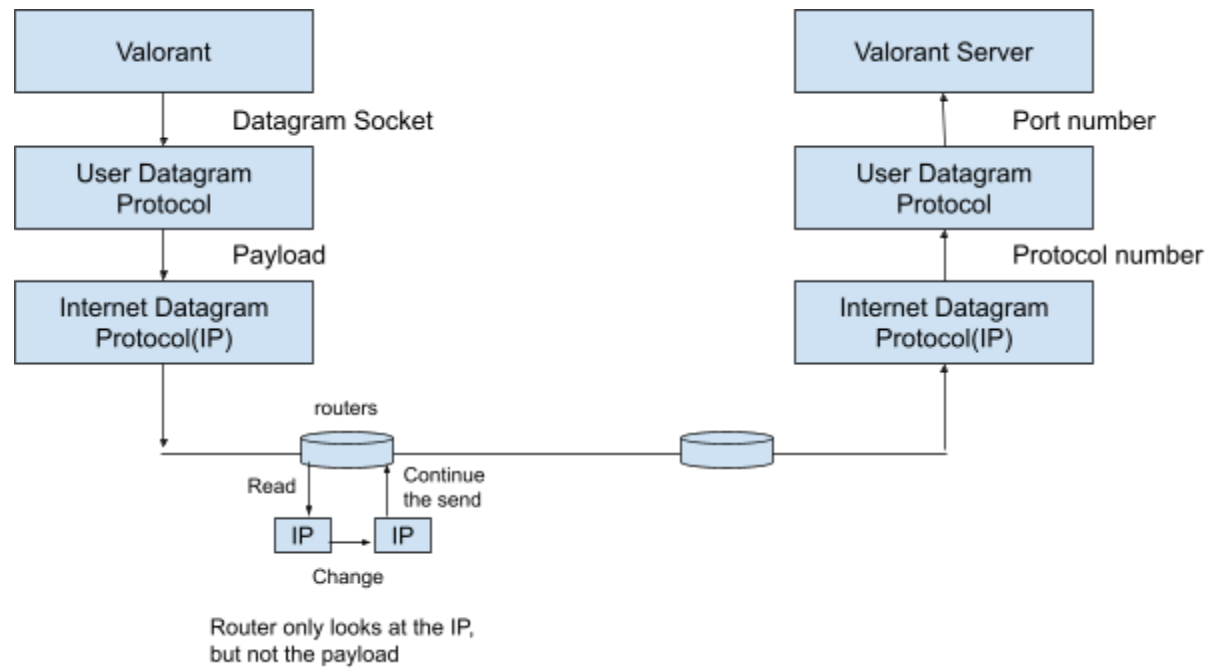 Valorant
Datagram Socket
User Datagram
Protocol
Payload
Internet Datagram
Protocol(IP)
Valorant Server
Port number
User Datagram
Protocol
Protocol number
Internet Datagram
Protocol(IP)
routers
Read
Continue
the send
IP
IP
Change
Router only looks at the IP,
but not the payload